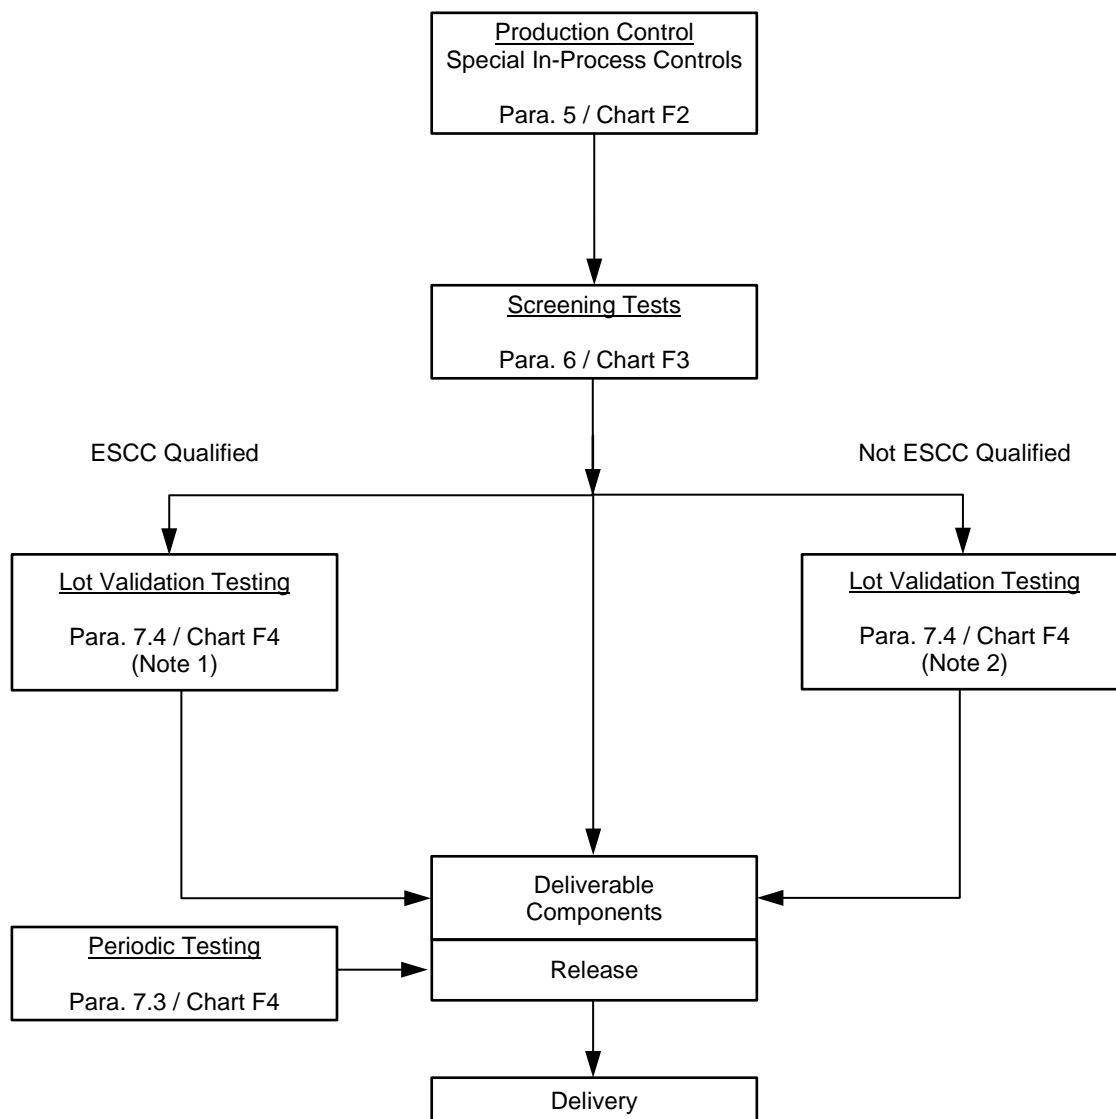 Production Control
Special In-Process Controls
Para. 5 / Chart F2
Screening Tests
Para. 6 / Chart F3
ESCC Qualified
Not ESCC Qualified
Lot Validation Testing
Para. 7.4 / Chart F4
(Note 1)
Lot Validation Testing
Para. 7.4 / Chart F4
(Note 2)
Deliverable
Components
Periodic Testing
Para. 7.3 / Chart F4
Release
Delivery